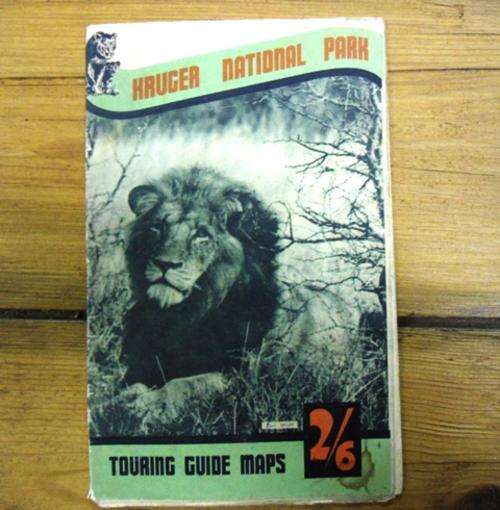 KRUGER NATIONAL PARK
2/6
TOURING GUIDE MAPS